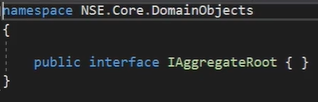 namespace NSE.Core.DomainObjects
{
public interface IAggregateRoot { }
}